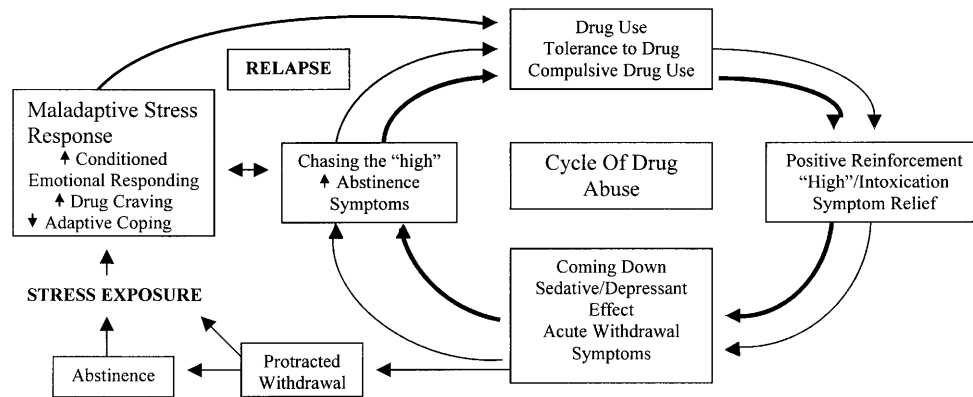 Drug Use
Tolerance to Drug
Compulsive Drug Use
RELAPSE
Maladaptive Stress
Response
↑ Conditioned
Emotional Responding
↑ Drug Craving
↓ Adaptive Coping
Chasing the “high”
↑ Abstinence
Symptoms
Cycle Of Drug
Abuse
Positive Reinforcement
“High”/Intoxication
Symptom Relief
Coming Down
Sedative/Depressant
Effect
Acute Withdrawal
Symptoms
STRESS EXPOSURE
Abstinence
Protracted
Withdrawal